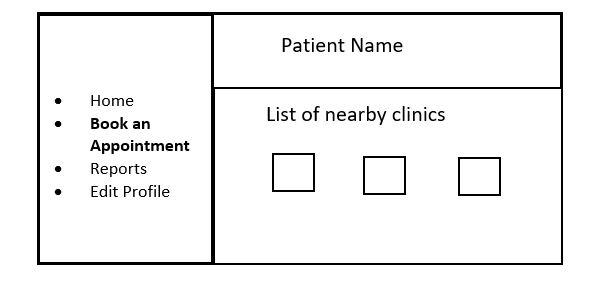 Patient Name
• Home
• Book an
Appointment
• Reports
• Edit Profile
List of nearby clinics